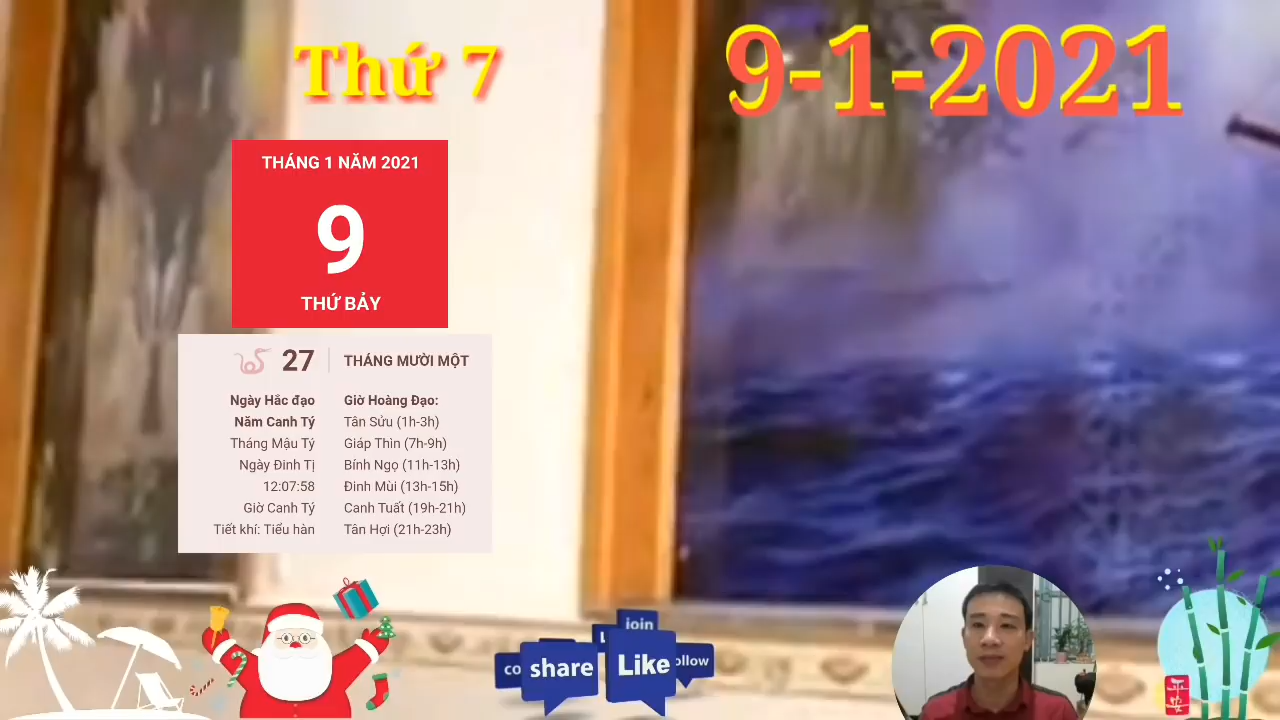 Thứ 7
9-1-2021
THÁNG 1 NĂM 2021
9
THỨ BẢY
27
THÁNG MƯỜI MỘT
Ngày Hắc đạo
Năm Canh Tý
Tháng Mậu Tý
Ngày Đinh Tị
12:07:58
Giờ Canh Tý
Tiết khí: Tiểu hàn
Giờ Hoàng Đạo:
Tân Sửu (1h-3h)
Giáp Thìn (7h-9h)
Bính Ngọ (11h-13h)
Đinh Mùi (13h-15h)
Canh Tuất (19h-21h)
Tân Hợi (21h-23h)
join
co
share
Like
ollow
平安